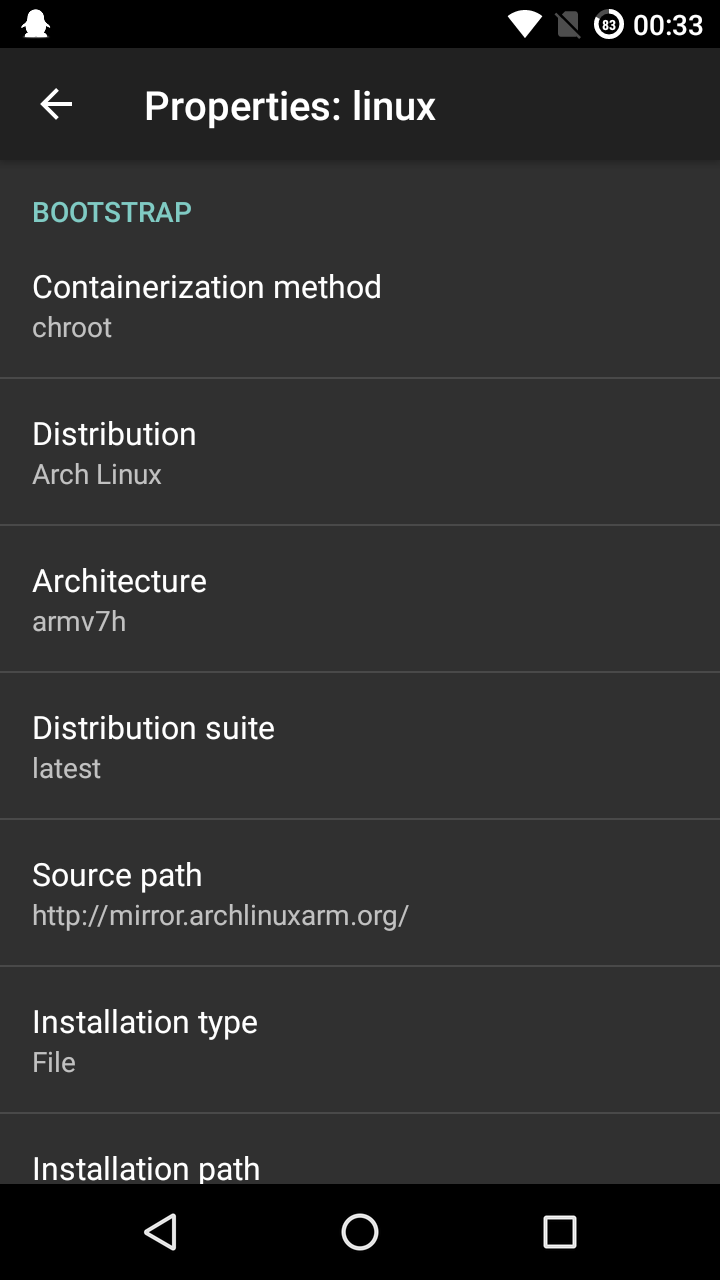 83 00:33
Properties: linux
BOOTSTRAP
Containerization method
chroot
Distribution
Arch Linux
Architecture
armv7h
Distribution suite
latest
Source path
http://mirror.archlinuxarm.org/
Installation type
File
Installation path